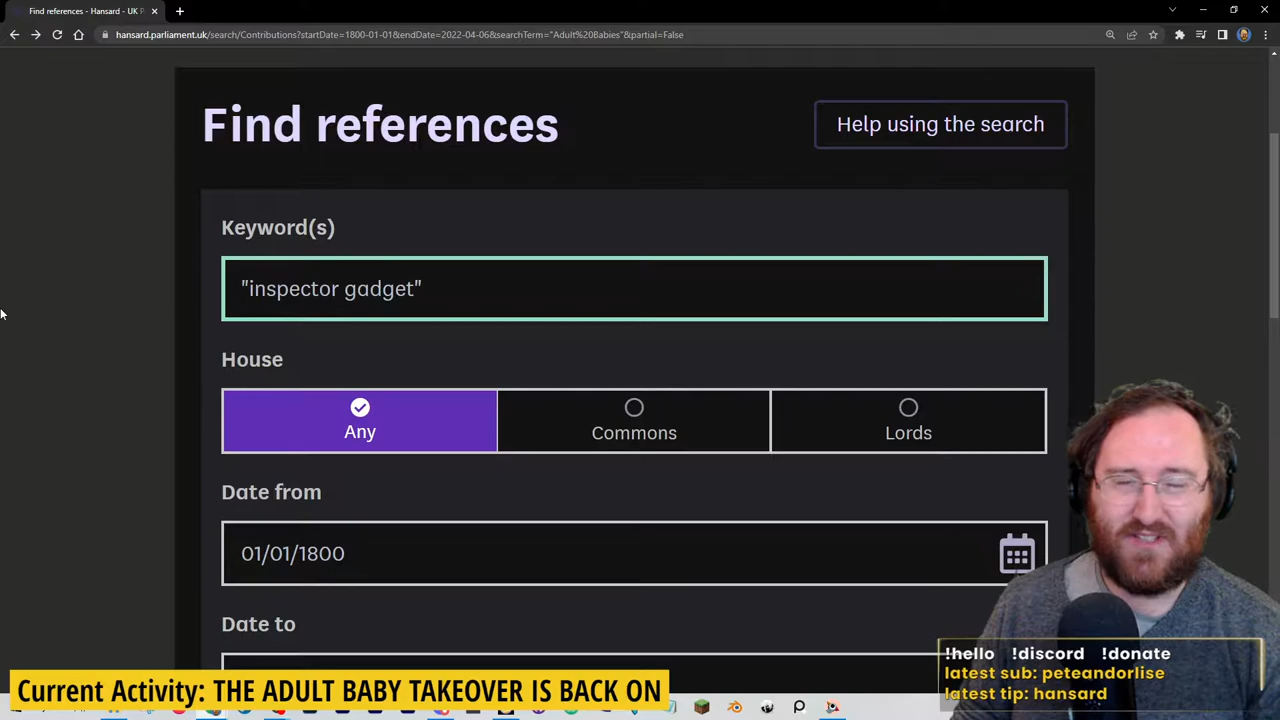 Find references - Hansard - UK P
hansard.parliament.uk/search/Contributions?startDate=1800-01-01&endDate=2022-04-06&searchTerm="Adult%20Babies"&partial=False
Find references
Help using the search
Keyword(s)
"inspector gadget"
House
Any
Commons
Lords
Date from
01/01/1800
Date to
!hello !discord !donate
latest sub: peteandorlise
latest tip: hansard
Current Activity: THE ADULT BABY TAKEOVER IS BACK ON